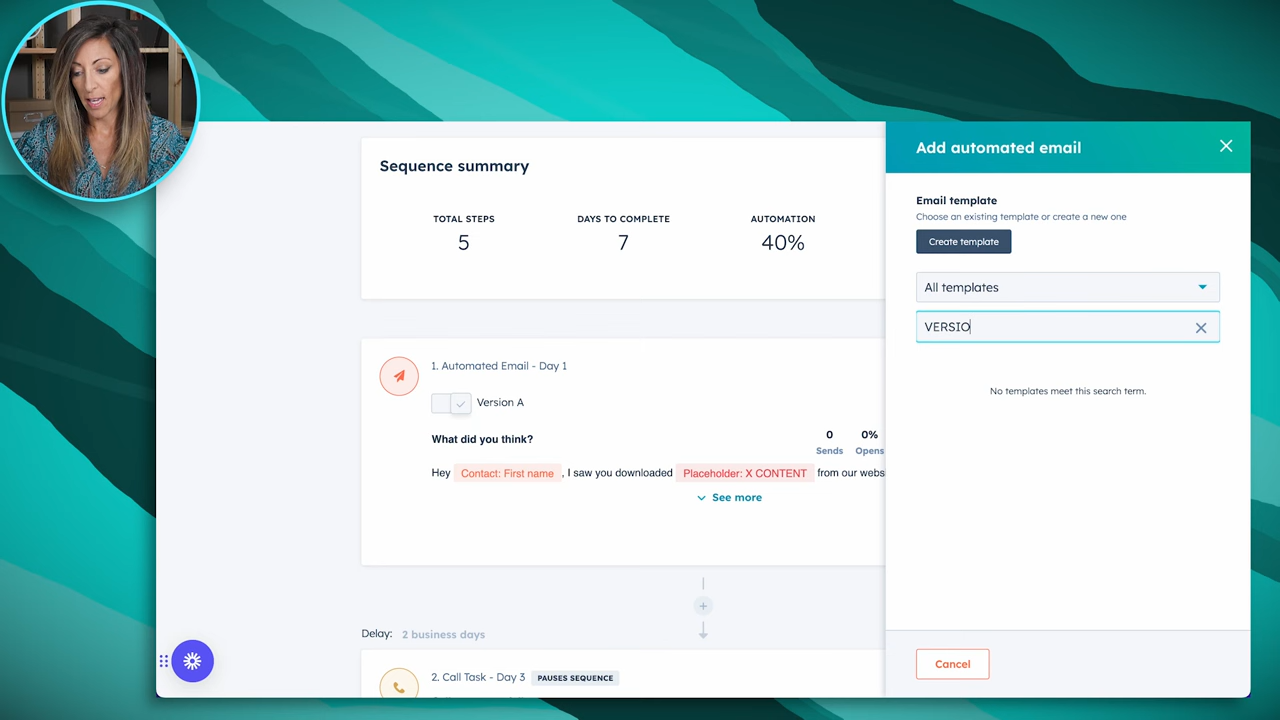 Sequence summary
TOTAL STEPS
DAYS TO COMPLETE
AUTOMATION
5
7
40%
1. Automated Email - Day 1
Version A
What did you think?
0
0%
Sends
Opens
Hey Contact: First name , I saw you downloaded Placeholder: X CONTENT from our webs
See more
Delay: 2 business days
2. Call Task - Day 3 PAUSES SEQUENCE
Add automated email
Email template
Choose an existing template or create a new one
Create template
All templates
VERSIO
No templates meet this search term.
Cancel